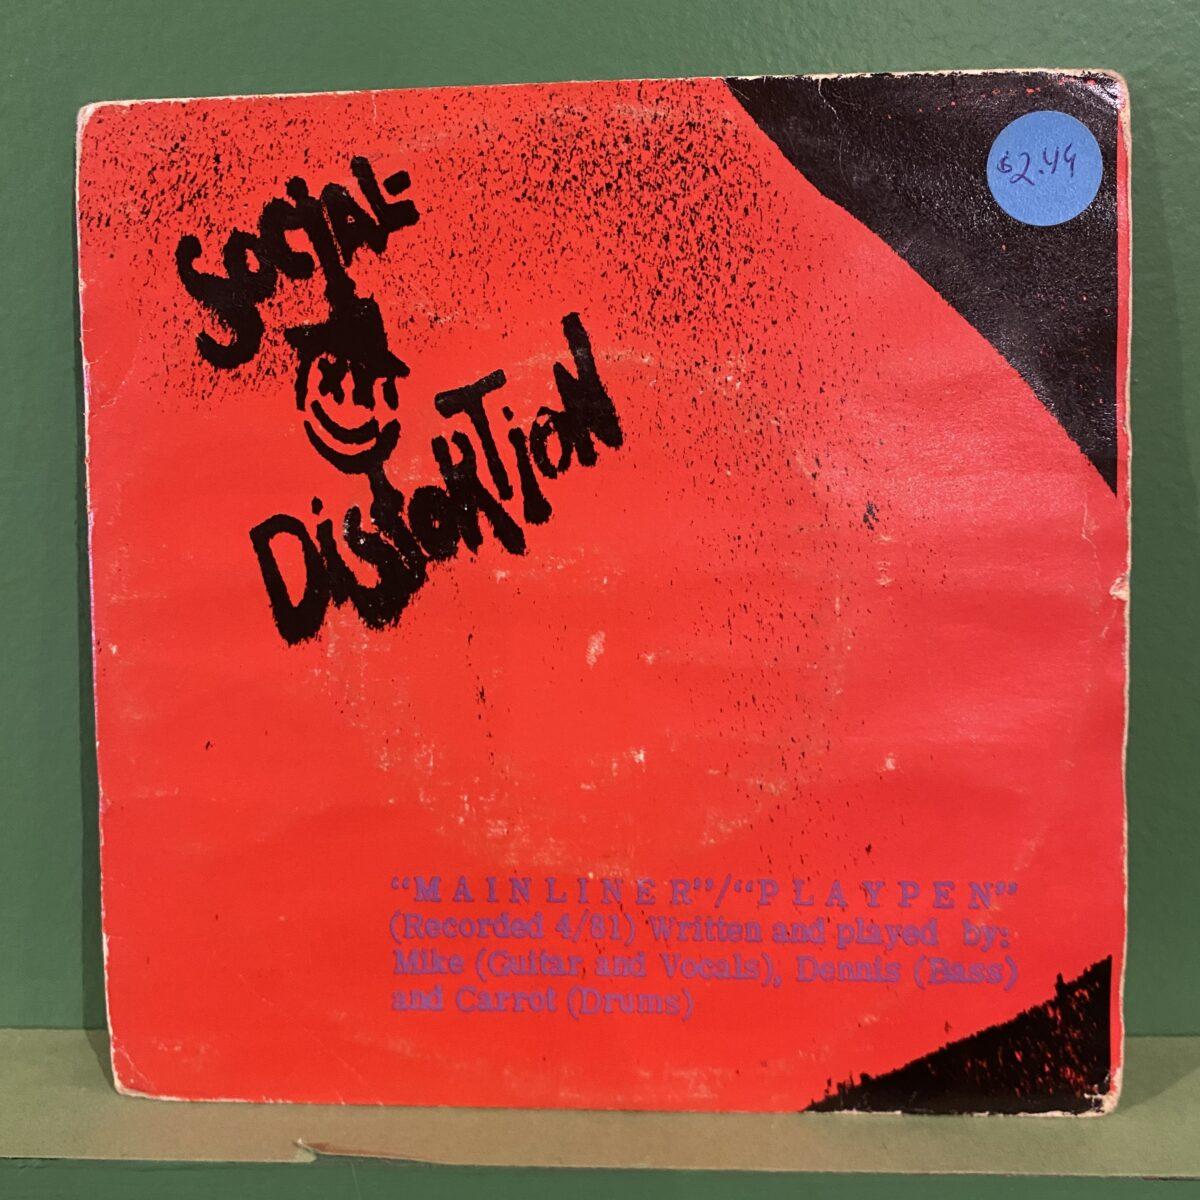 SOCiAL-
DiSTORTiON
$2.49
“MAINLINER”/“PLAYPEN”
(Recorded 4/81) Written and played by:
Mike (Guitar and Vocals), Dennis (Bass)
and Carrot (Drums)